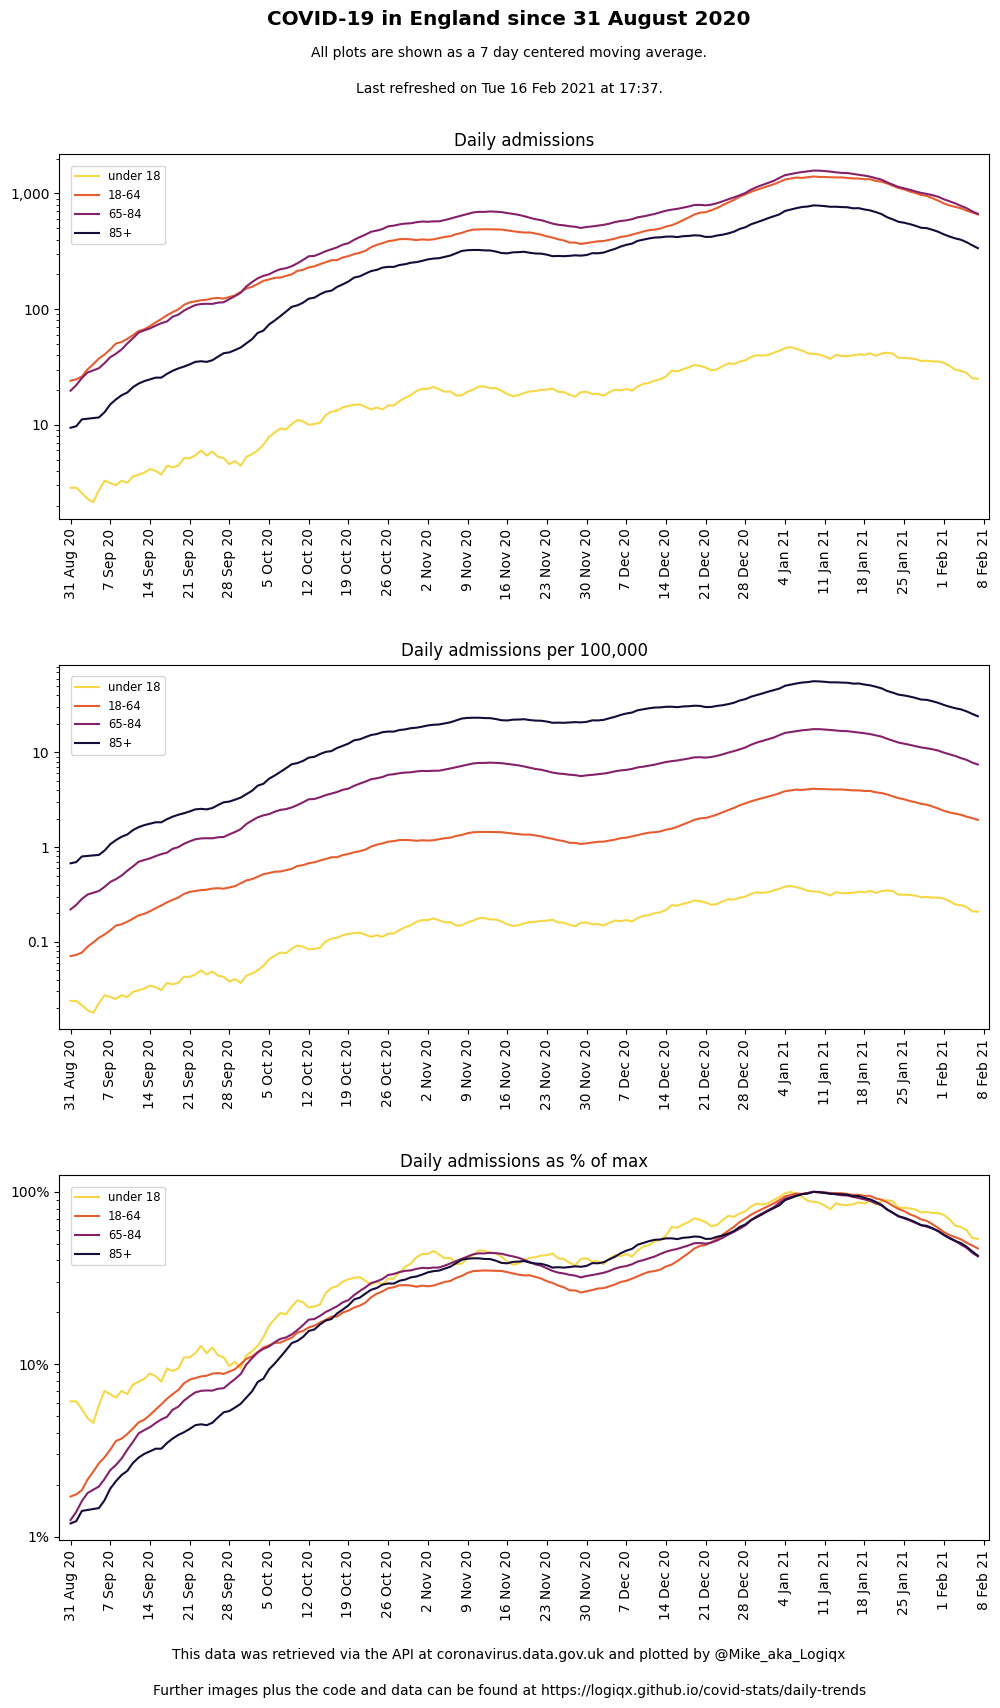 COVID-19 in England since 31 August 2020
All plots are shown as a 7 day centered moving average.
Last refreshed on Tue 16 Feb 2021 at 17:37.
Daily admissions
under 18
18-64
65-84
85+
1,000
100
10
31 Aug 20
7 Sep 20
14 Sep 20
21 Sep 20
28 Sep 20
5 Oct 20
12 Oct 20
19 Oct 20
26 Oct 20
2 Nov 20
9 Nov 20
16 Nov 20
23 Nov 20
30 Nov 20
7 Dec 20
14 Dec 20
21 Dec 20
28 Dec 20
4 Jan 21
11 Jan 21
18 Jan 21
25 Jan 21
1 Feb 21
8 Feb 21
Daily admissions per 100,000
under 18
18-64
65-84
85+
10
1
0.1
31 Aug 20
7 Sep 20
14 Sep 20
21 Sep 20
28 Sep 20
5 Oct 20
12 Oct 20
19 Oct 20
26 Oct 20
2 Nov 20
9 Nov 20
16 Nov 20
23 Nov 20
30 Nov 20
7 Dec 20
14 Dec 20
21 Dec 20
28 Dec 20
4 Jan 21
11 Jan 21
18 Jan 21
25 Jan 21
1 Feb 21
8 Feb 21
Daily admissions as % of max
under 18
18-64
65-84
85+
100%
10%
1%
31 Aug 20
7 Sep 20
14 Sep 20
21 Sep 20
28 Sep 20
5 Oct 20
12 Oct 20
19 Oct 20
26 Oct 20
2 Nov 20
9 Nov 20
16 Nov 20
23 Nov 20
30 Nov 20
7 Dec 20
14 Dec 20
21 Dec 20
28 Dec 20
4 Jan 21
11 Jan 21
18 Jan 21
25 Jan 21
1 Feb 21
8 Feb 21
This data was retrieved via the API at coronavirus.data.gov.uk and plotted by @Mike_aka_Logiqx
Further images plus the code and data can be found at https://logiqx.github.io/covid-stats/daily-trends